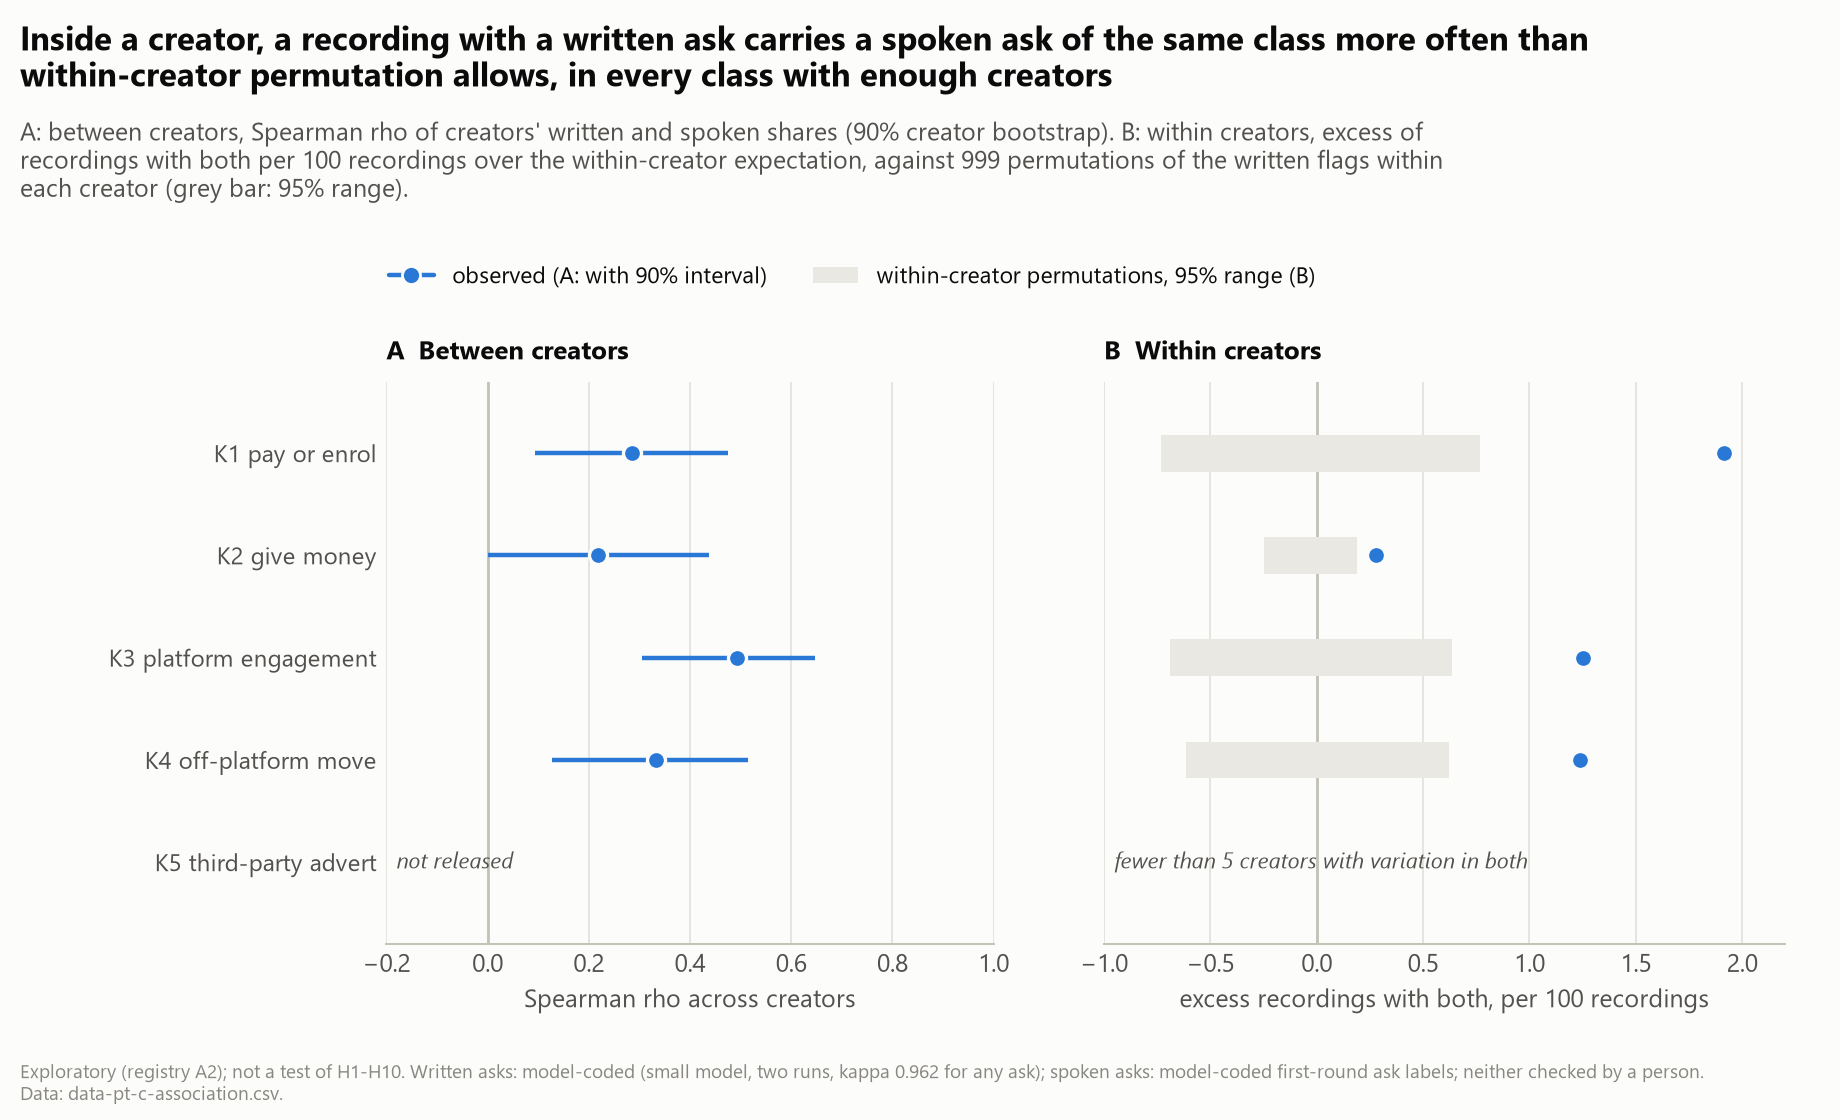 Inside a creator, a recording with a written ask carries a spoken ask of the same class more often than
within-creator permutation allows, in every class with enough creators
A: between creators, Spearman rho of creators' written and spoken shares (90% creator bootstrap). B: within creators, excess of
recordings with both per 100 recordings over the within-creator expectation, against 999 permutations of the written flags within
each creator (grey bar: 95% range).
observed (A: with 90% interval)
within-creator permutations, 95% range (B)
A Between creators
B Within creators
K1 pay or enrol
K2 give money
K3 platform engagement
K4 off-platform move
K5 third-party advert
not released
fewer than 5 creators with variation in both
−0.2 0.0 0.2 0.4 0.6 0.8 1.0
−1.0 −0.5 0.0 0.5 1.0 1.5 2.0
Spearman rho across creators
excess recordings with both, per 100 recordings
Exploratory (registry A2); not a test of H1-H10. Written asks: model-coded (small model, two runs, kappa 0.962 for any ask); spoken asks: model-coded first-round ask labels; neither checked by a person.
Data: data-pt-c-association.csv.